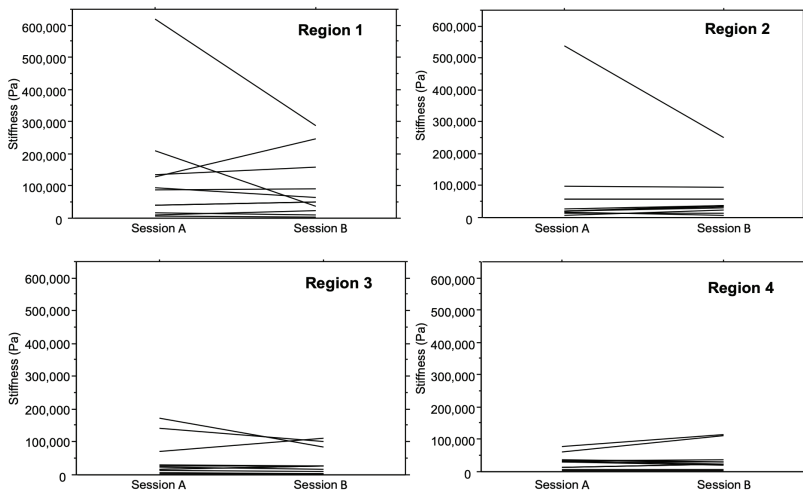 Region 1
Stiffness (Pa)
600,000
500,000
400,000
300,000
200,000
100,000
0
Session A
Session B
Region 2
Stiffness (Pa)
600,000
500,000
400,000
300,000
200,000
100,000
0
Session A
Session B
Region 3
Stiffness (Pa)
600,000
500,000
400,000
300,000
200,000
100,000
0
Session A
Session B
Region 4
Stiffness (Pa)
600,000
500,000
400,000
300,000
200,000
100,000
0
Session A
Session B